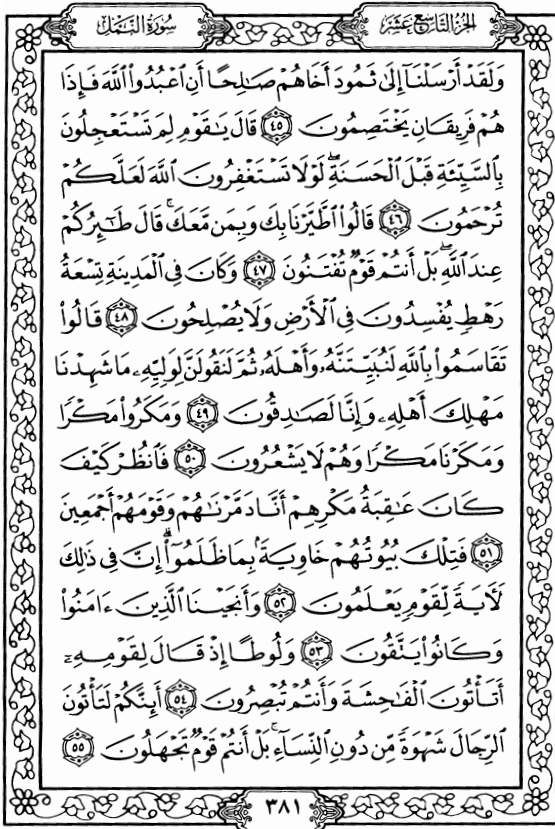 الجزء التاسع عشر
سورة النمل
وَلَقَدْ أَرْسَلْنَآ إِلَىٰ ثَمُودَ أَخَاهُمْ صَٰلِحًا أَنِ ٱعْبُدُوا۟ ٱللَّهَ فَإِذَا
هُمْ فَرِيقَانِ يَخْتَصِمُونَ ٤٥ قَالَ يَٰقَوْمِ لِمَ تَسْتَعْجِلُونَ
بِٱلسَّيِّئَةِ قَبْلَ ٱلْحَسَنَةِۖ لَوْلَا تَسْتَغْفِرُونَ ٱللَّهَ لَعَلَّكُمْ
تُرْحَمُونَ ٤٦ قَالُوا۟ ٱطَّيَّرْنَا بِكَ وَبِمَن مَّعَكَۚ قَالَ طَٰٓئِرُكُمْ
عِندَ ٱللَّهِۖ بَلْ أَنتُمْ قَوْمٌ تُفْتَنُونَ ٤٧ وَكَانَ فِى ٱلْمَدِينَةِ تِسْعَةُ
رَهْطٍ يُفْسِدُونَ فِى ٱلْأَرْضِ وَلَا يُصْلِحُونَ ٤٨ قَالُوا۟
تَقَاسَمُوا۟ بِٱللَّهِ لَنُبَيِّتَنَّهُۥ وَأَهْلَهُۥ ثُمَّ لَنَقُولَنَّ لِوَلِيِّهِۦ مَا شَهِدْنَا
مَهْلِكَ أَهْلِهِۦ وَإِنَّا لَصَٰدِقُونَ ٤٩ وَمَكَرُوا۟ مَكْرًا
وَمَكَرْنَا مَكْرًا وَهُمْ لَا يَشْعُرُونَ ٥٠ فَٱنظُرْ كَيْفَ
كَانَ عَٰقِبَةُ مَكْرِهِمْ أَنَّا دَمَّرْنَٰهُمْ وَقَوْمَهُمْ أَجْمَعِينَ
٥١ فَتِلْكَ بُيُوتُهُمْ خَاوِيَةًۢ بِمَا ظَلَمُوٓا۟ۗ إِنَّ فِى ذَٰلِكَ
لَءَايَةً لِّقَوْمٍ يَعْلَمُونَ ٥٢ وَأَنجَيْنَا ٱلَّذِينَ ءَامَنُوا۟
وَكَانُوا۟ يَتَّقُونَ ٥٣ وَلُوطًا إِذْ قَالَ لِقَوْمِهِۦٓ
أَتَأْتُونَ ٱلْفَٰحِشَةَ وَأَنتُمْ تُبْصِرُونَ ٥٤ أَئِنَّكُمْ لَتَأْتُونَ
ٱلرِّجَالَ شَهْوَةً مِّن دُونِ ٱلنِّسَآءِۚ بَلْ أَنتُمْ قَوْمٌ تَجْهَلُونَ ٥٥
٣٨١